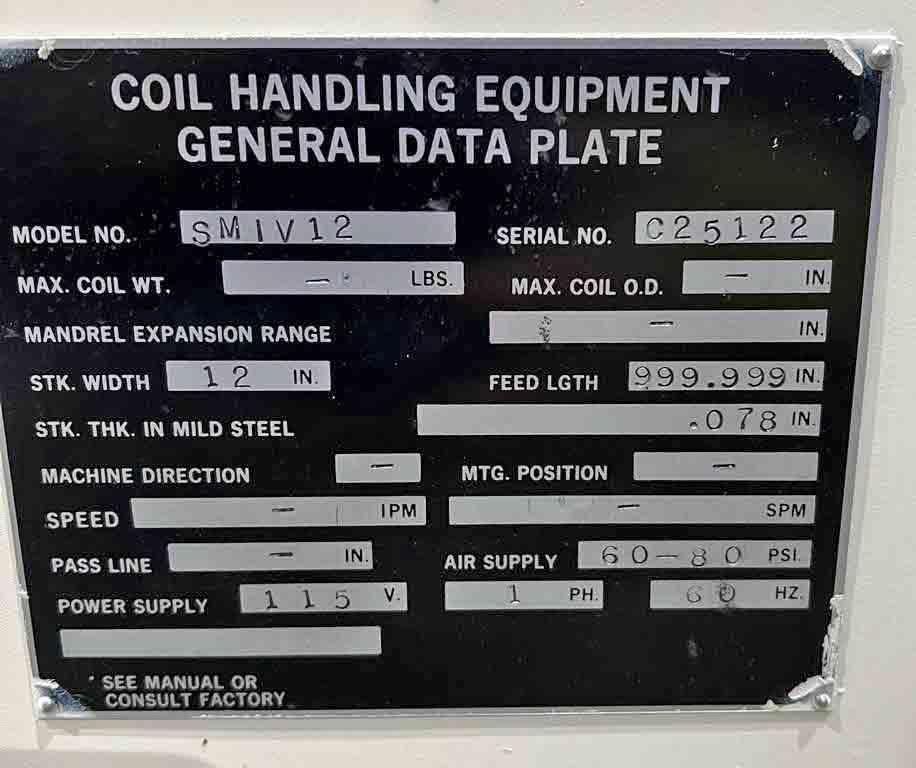 COIL HANDLING EQUIPMENT
GENERAL DATA PLATE
MODEL NO. SMIV12 SERIAL NO. C25122
MAX. COIL WT. - LBS. MAX. COIL O.D. - IN.
MANDREL EXPANSION RANGE - IN.
STK. WIDTH 12 IN. FEED LGTH 999.999 IN.
STK. THK. IN MILD STEEL .078 IN.
MACHINE DIRECTION - MTG. POSITION -
SPEED - IPM - SPM
PASS LINE - IN. AIR SUPPLY 60-80 PSI.
POWER SUPPLY 115 V. 1 PH. 60 HZ.
* SEE MANUAL OR
CONSULT FACTORY